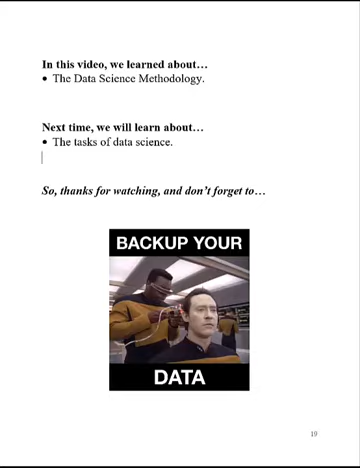 In this video, we learned about…
• The Data Science Methodology.
Next time, we will learn about…
• The tasks of data science.
So, thanks for watching, and don't forget to…
BACKUP YOUR
DATA
19